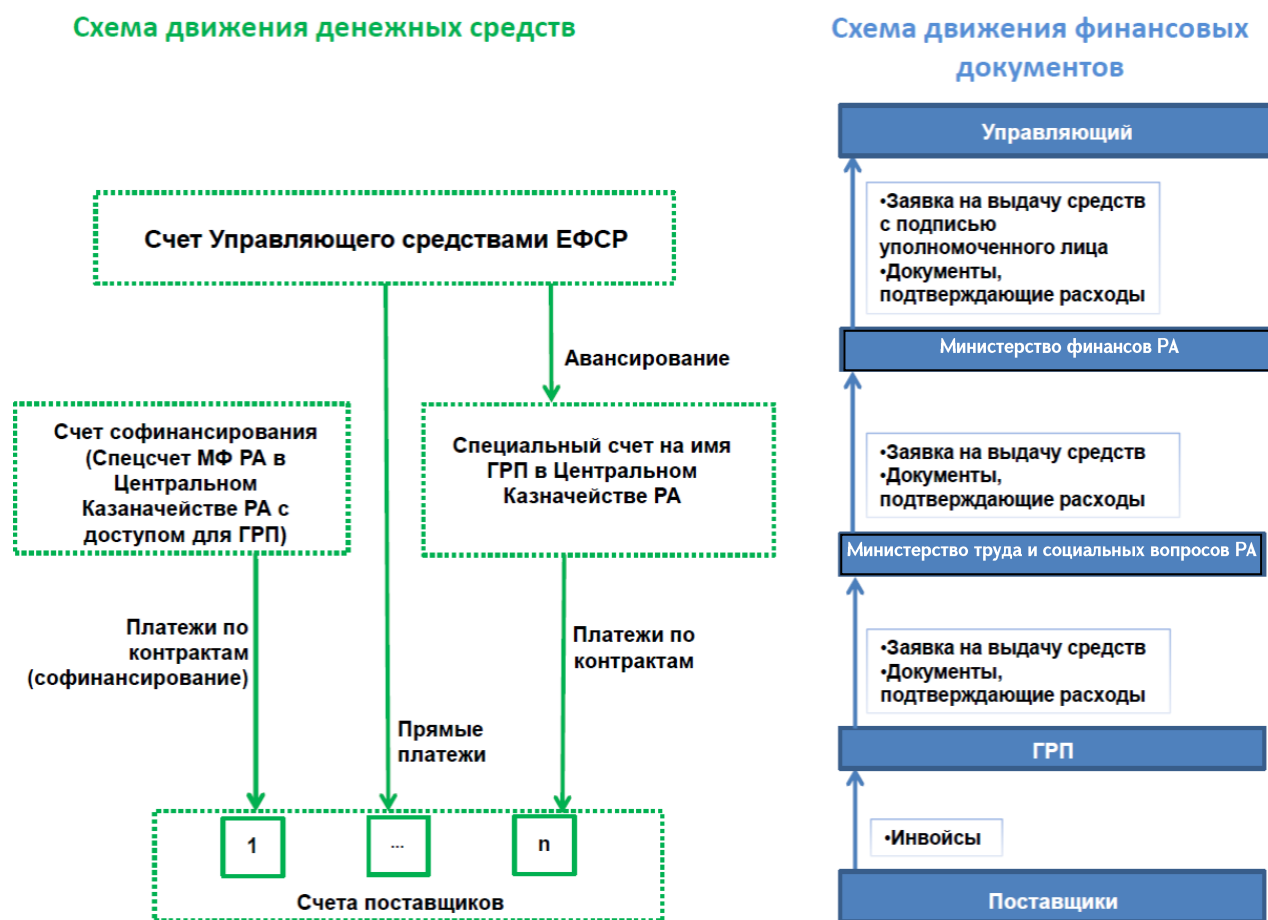 Схема движения денежных средств
Счет Управляющего средствами ЕФСР
Авансирование
Счет софинансирования
(Спецсчет МФ РА в
Центральном
Казаначействе РА с
доступом для ГРП)
Специальный счет на имя
ГРП в Центральном
Казначействе РА
Платежи по
контрактам
(софинансирование)
Прямые
платежи
Платежи по
контрактам
1
...
n
Счета поставщиков
Схема движения финансовых
документов
Управляющий
•Заявка на выдачу средств
с подписью
уполномоченного лица
•Документы,
подтверждающие расходы
Министерство финансов РА
•Заявка на выдачу средств
•Документы,
подтверждающие расходы
Министерство труда и социальных вопросов РА
•Заявка на выдачу средств
•Документы,
подтверждающие расходы
ГРП
•Инвойсы
Поставщики